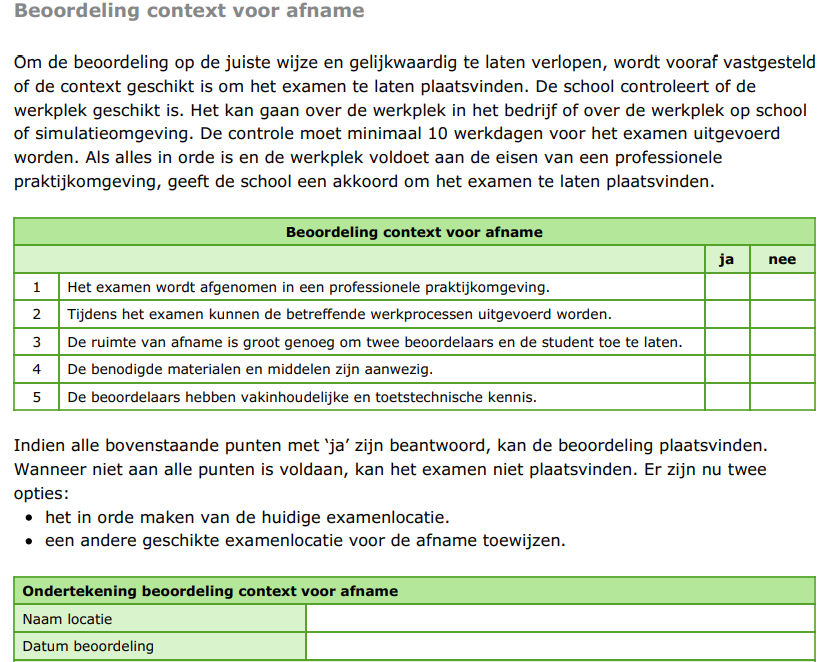 Beoordeling context voor afname
Om de beoordeling op de juiste wijze en gelijkwaardig te laten verlopen, wordt vooraf vastgesteld
of de context geschikt is om het examen te laten plaatsvinden. De school controleert of de
werkplek geschikt is. Het kan gaan over de werkplek in het bedrijf of over de werkplek op school
of simulatieomgeving. De controle moet minimaal 10 werkdagen voor het examen uitgevoerd
worden. Als alles in orde is en de werkplek voldoet aan de eisen van een professionele
praktijkomgeving, geeft de school een akkoord om het examen te laten plaatsvinden.
Beoordeling context voor afname
ja nee
1 Het examen wordt afgenomen in een professionele praktijkomgeving.
2 Tijdens het examen kunnen de betreffende werkprocessen uitgevoerd worden.
3 De ruimte van afname is groot genoeg om twee beoordelaars en de student toe te laten.
4 De benodigde materialen en middelen zijn aanwezig.
5 De beoordelaars hebben vakinhoudelijke en toetstechnische kennis.
Indien alle bovenstaande punten met ‘ja’ zijn beantwoord, kan de beoordeling plaatsvinden.
Wanneer niet aan alle punten is voldaan, kan het examen niet plaatsvinden. Er zijn nu twee
opties:
• het in orde maken van de huidige examenlocatie.
• een andere geschikte examenlocatie voor de afname toewijzen.
Ondertekening beoordeling context voor afname
Naam locatie
Datum beoordeling